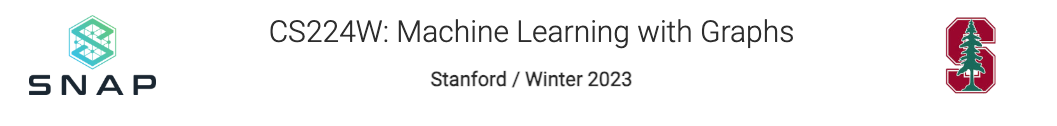 CS224W: Machine Learning with Graphs
Stanford / Winter 2023
SNAP
S